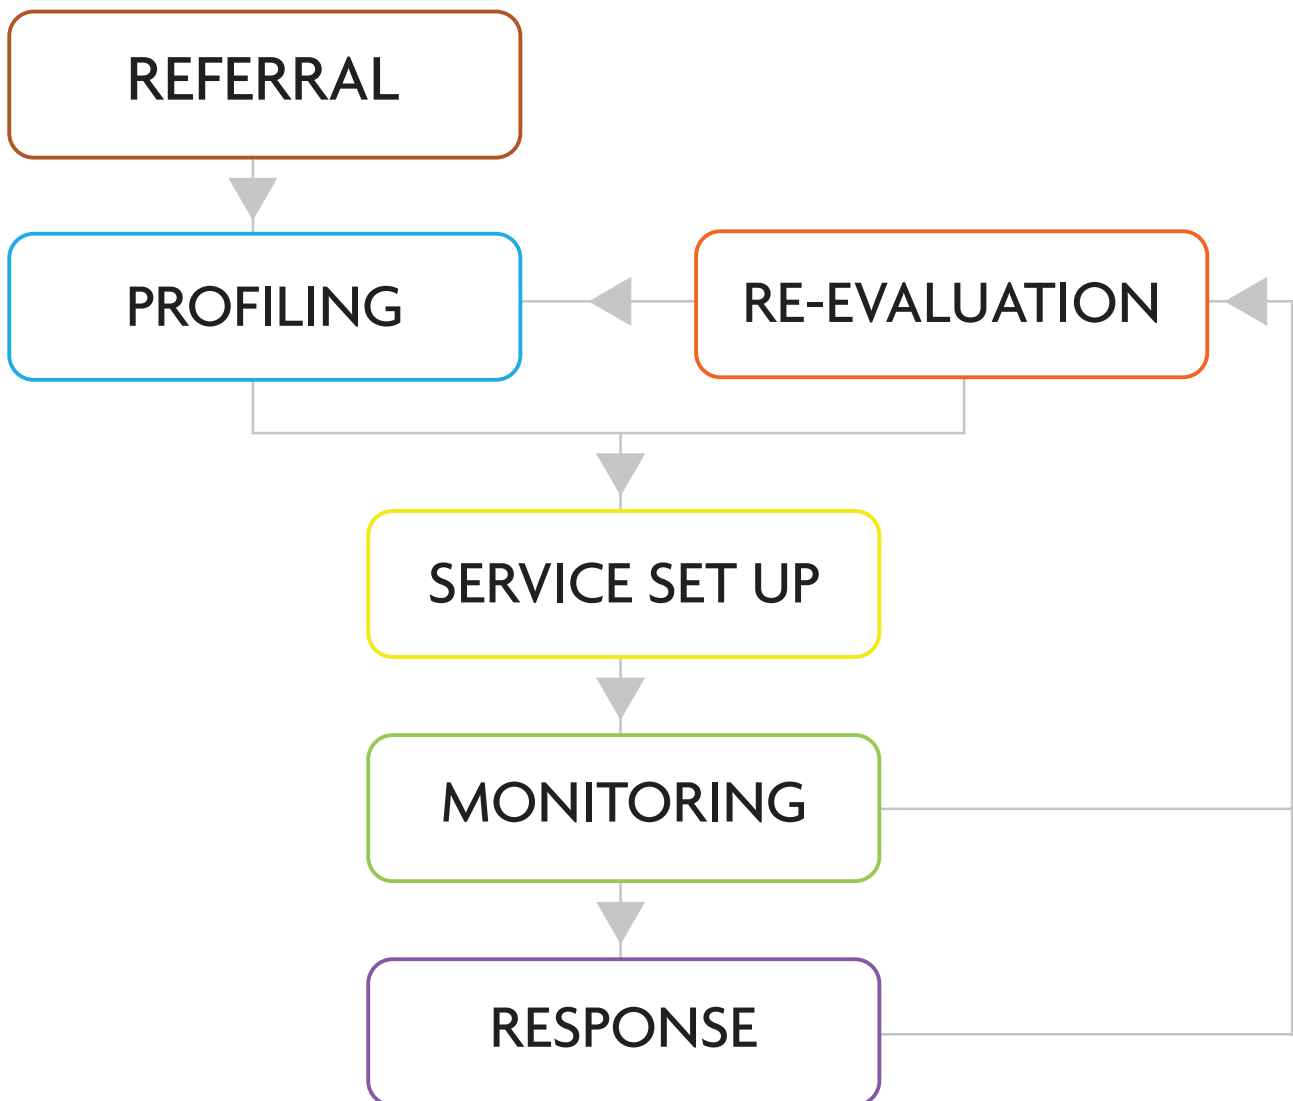 REFERRAL
PROFILING
RE-EVALUATION
SERVICE SET UP
MONITORING
RESPONSE